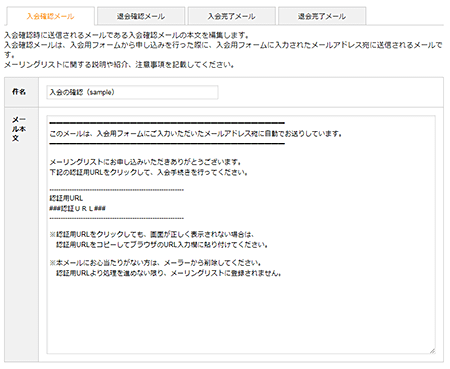 入会確認メール
退会確認メール
入会完了メール
退会完了メール
入会確認時に送信されるメールである入会確認メールの本文を編集します。
入会確認メールは、入会用フォームから申し込みを行った際に、入会用フォームに入力されたメールアドレス宛に送信されるメールで
す。
メーリングリストに関する説明や紹介、注意事項を記載してください。
件名
入会の確認（sample）
メール本文
このメールは、入会用フォームにご入力いただいたメールアドレス宛に自動でお送りしています。
メーリングリストにお申し込みいただきありがとうございます。
下記の認証用URLをクリックして、入会手続きを行ってください。
------------------------------------------------------------
認証用URL
###認証ＵＲＬ###
------------------------------------------------------------
※認証用URLをクリックしても、画面が正しく表示されない場合は、
認証用URLをコピーしてブラウザのURL入力欄に貼り付けてください。
※本メールにお心当たりがない方は、メーラーから削除してください。
認証用URLより処理を進めない限り、メーリングリストに登録されません。